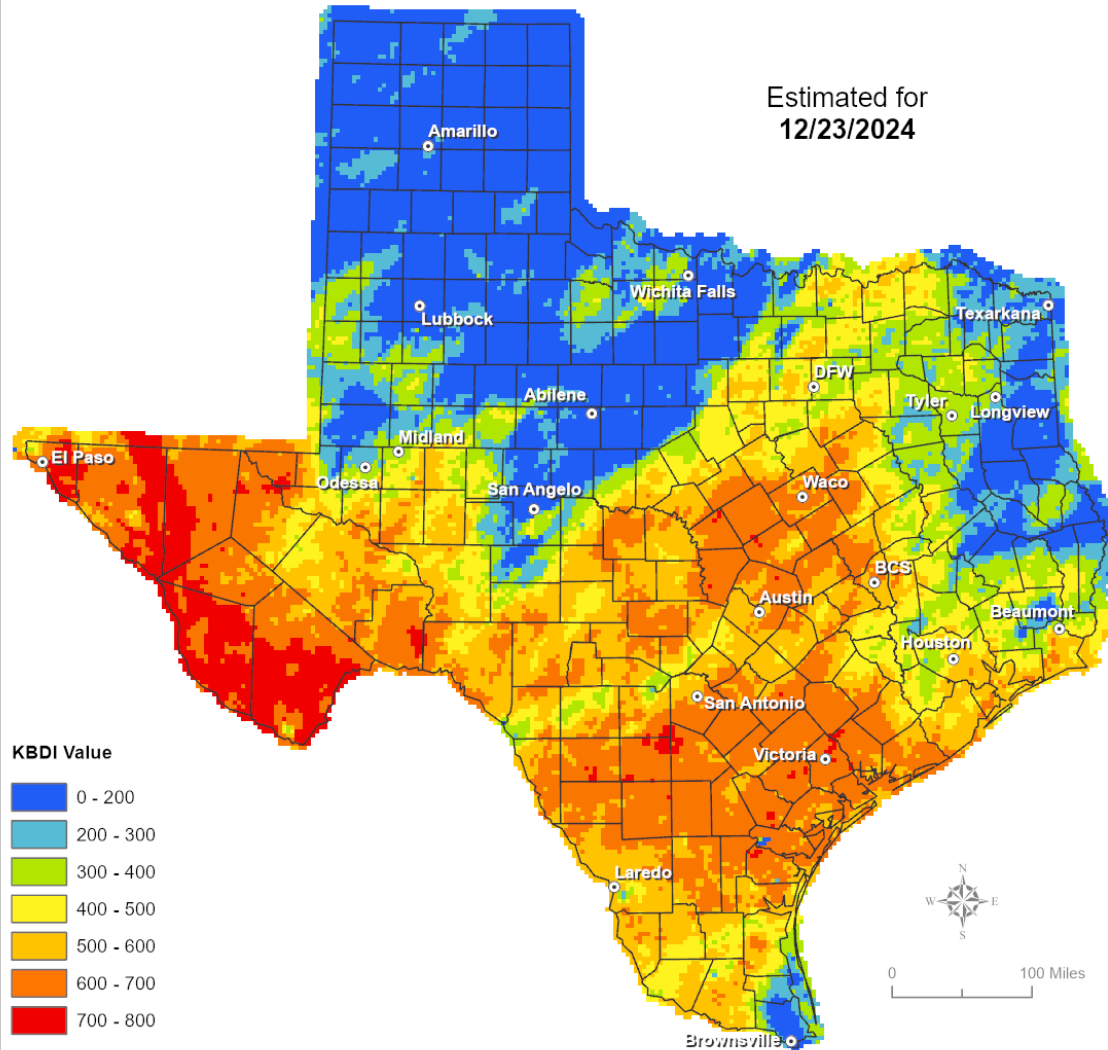 Estimated for
12/23/2024
Amarillo
Wichita Falls
Lubbock
Texarkana
DFW
Abilene
Tyler
Longview
Midland
El Paso
Odessa
San Angelo
Waco
BCS
Austin
Beaumont
Houston
San Antonio
Victoria
KBDI Value
0 - 200
200 - 300
300 - 400
400 - 500
500 - 600
600 - 700
700 - 800
Laredo
N
W E
S
0 100 Miles
Brownsville